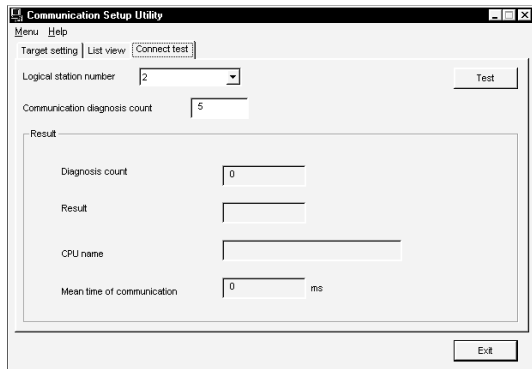 Communication Setup Utility
Menu Help
Target setting List view Connect test
Logical station number 2 Test
Communication diagnosis count 5
Result
Diagnosis count 0
Result
CPU name
Mean time of communication 0 ms
Exit